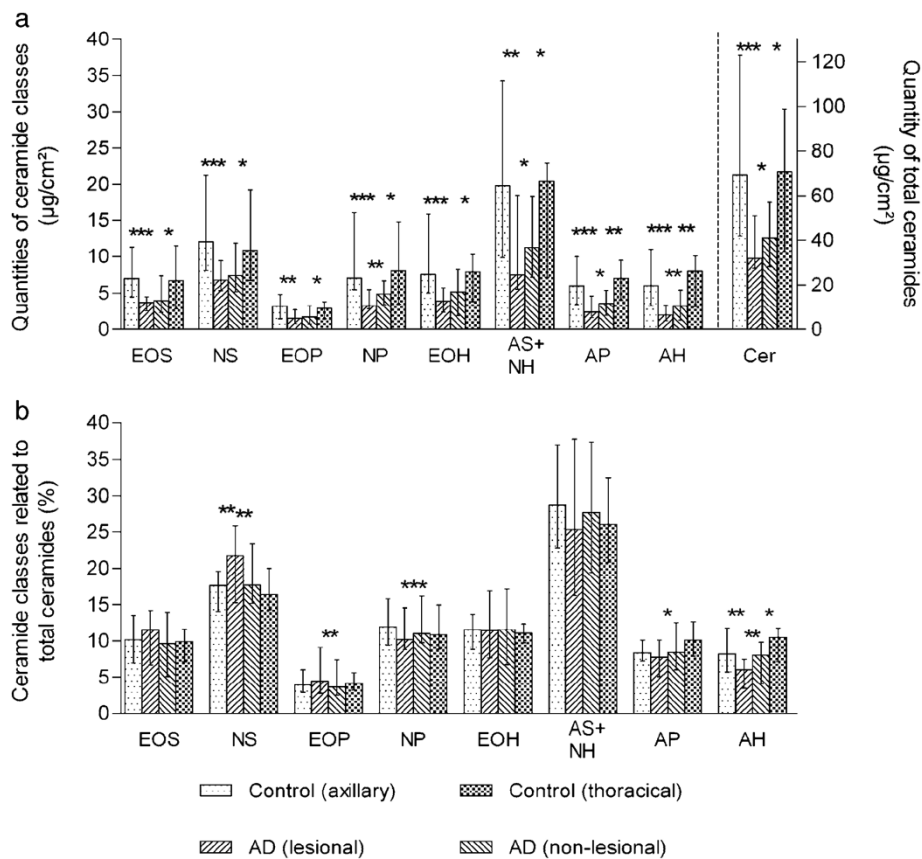 a
Quantities of ceramide classes
(µg/cm²)
40
35
30
25
20
15
10
5
0
*** *
*** *
** *
*** * **
*** *
** * *
*** ** *
*** ** **
*** * *
EOS NS EOP NP EOH AS+ NH AP AH Cer
120
100
80
60
40
20
0
Quantity of total ceramides
(µg/cm²)
b
Ceramide classes related to
total ceramides (%)
40
35
30
25
20
15
10
5
0
** **
**
***
*
** ** *
EOS NS EOP NP EOH AS+ NH AP AH
Control (axillary) Control (thoracical)
AD (lesional) AD (non-lesional)